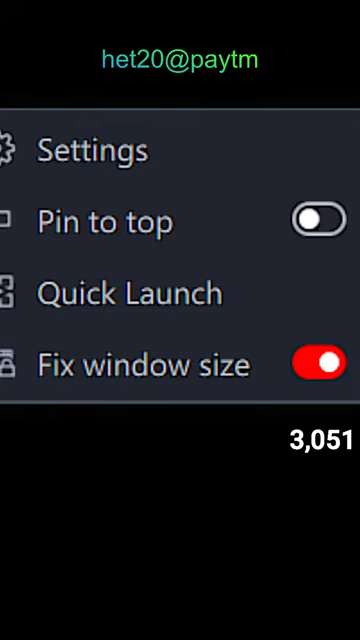 het20@paytm
Settings
Pin to top
Quick Launch
Fix window size
3,051